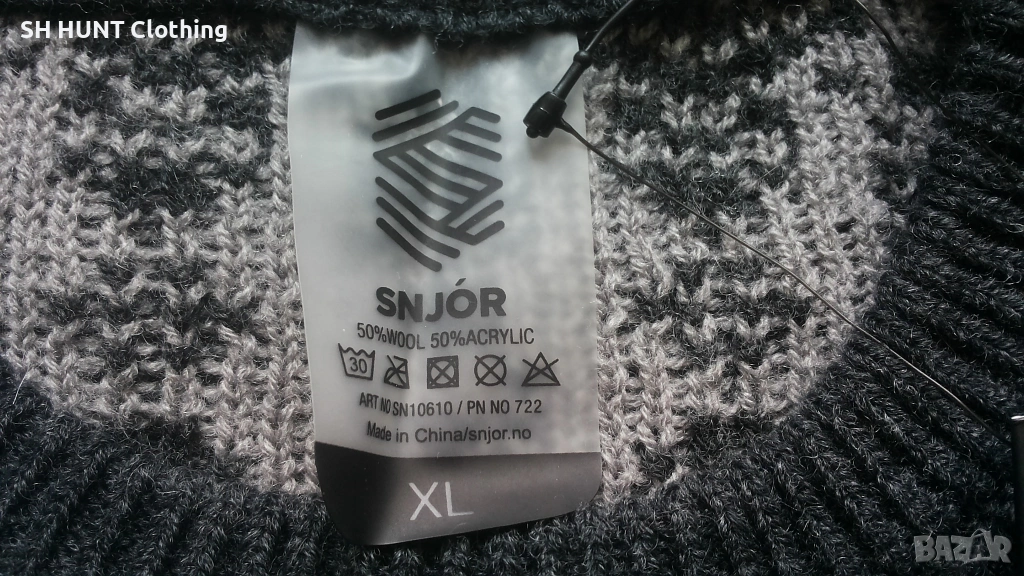 SH HUNT Clothing
SNJÓR
50%WOOL 50%ACRYLIC
30
ART NO SN10610 / PN NO 722
Made in China/snjor.no
XL
BAZAR